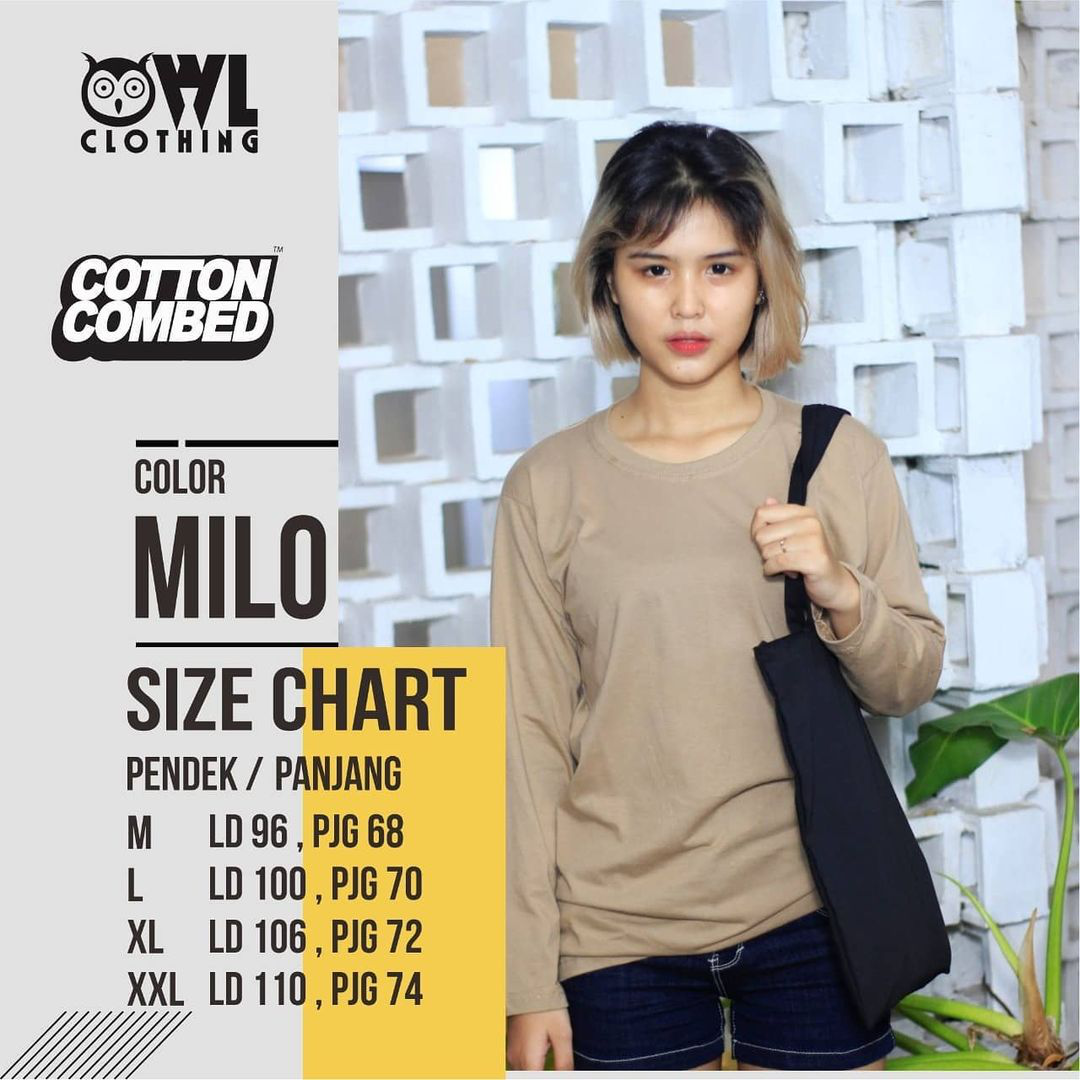 OWL
CLOTHING
COTTON
COMBED
TM
COLOR
MILO
SIZE CHART
PENDEK / PANJANG
M LD 96 , PJG 68
L LD 100 , PJG 70
XL LD 106 , PJG 72
XXL LD 110 , PJG 74